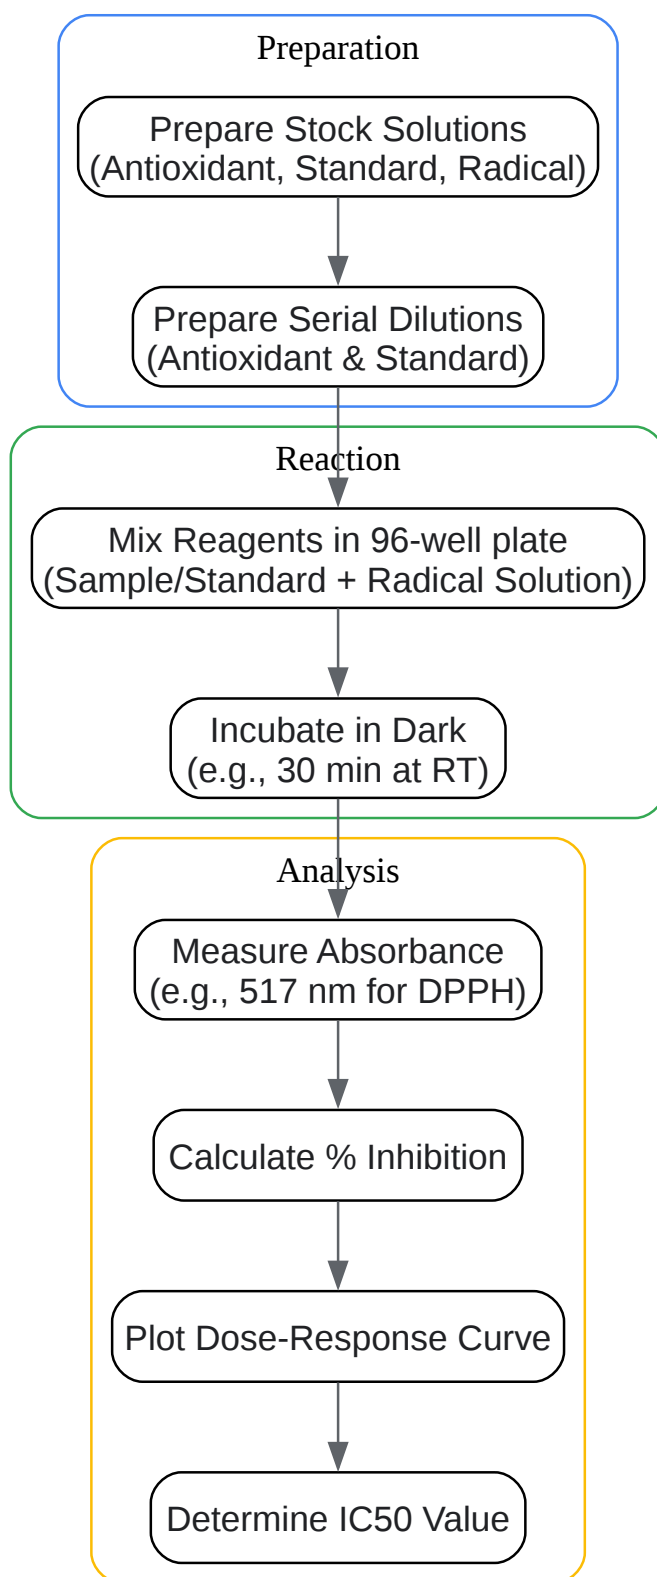 Preparation
Prepare Stock Solutions
(Antioxidant, Standard, Radical)
Prepare Serial Dilutions
(Antioxidant & Standard)
Reaction
Mix Reagents in 96-well plate
(Sample/Standard + Radical Solution)
Incubate in Dark
(e.g., 30 min at RT)
Analysis
Measure Absorbance
(e.g., 517 nm for DPPH)
Calculate % Inhibition
Plot Dose-Response Curve
Determine IC50 Value